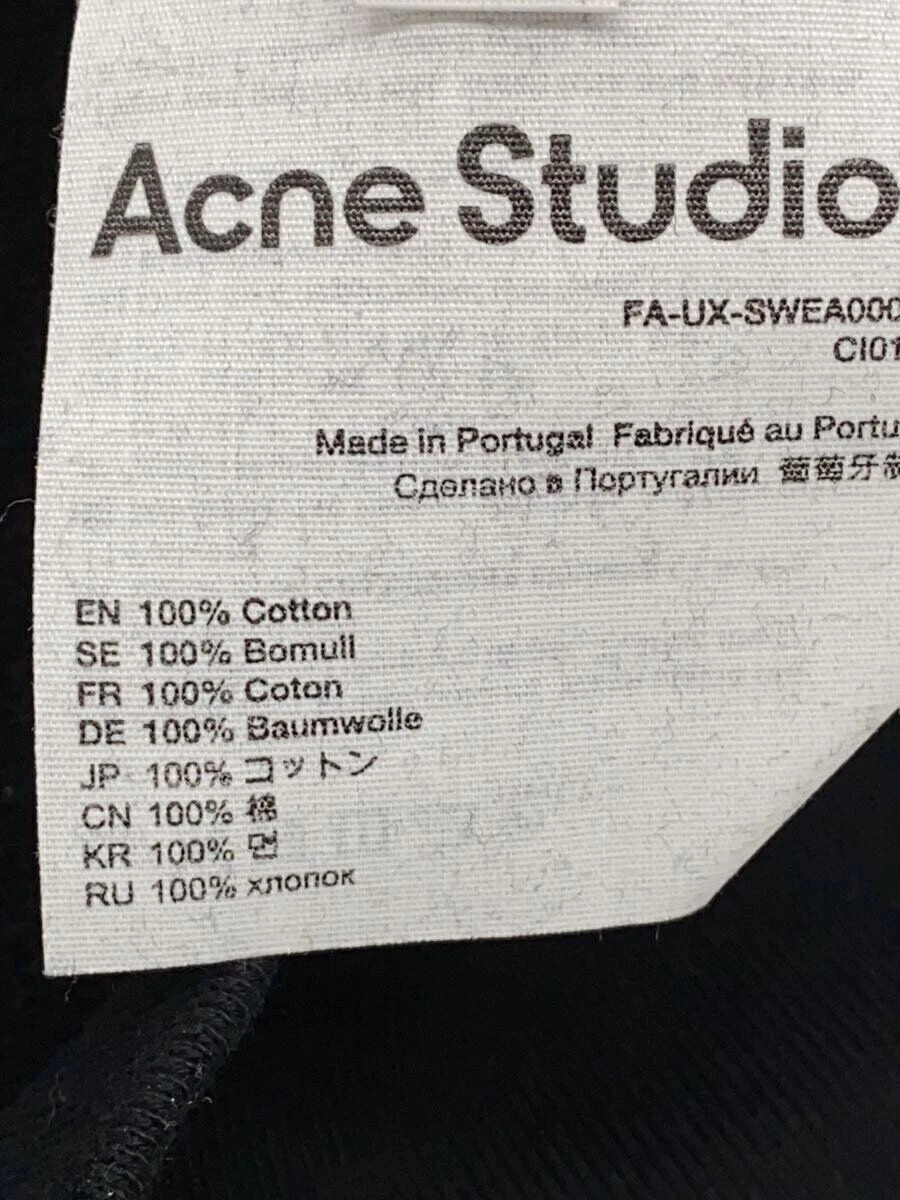 Acne Studio
FA-UX-SWEA000
CI01
Made in Portugal Fabriqué au Portu
Сделано в Португалии 葡萄牙
EN 100% Cotton
SE 100% Bomull
FR 100% Coton
DE 100% Baumwolle
JP 100% コットン
CN 100% 棉
KR 100% 면
RU 100% хлопок